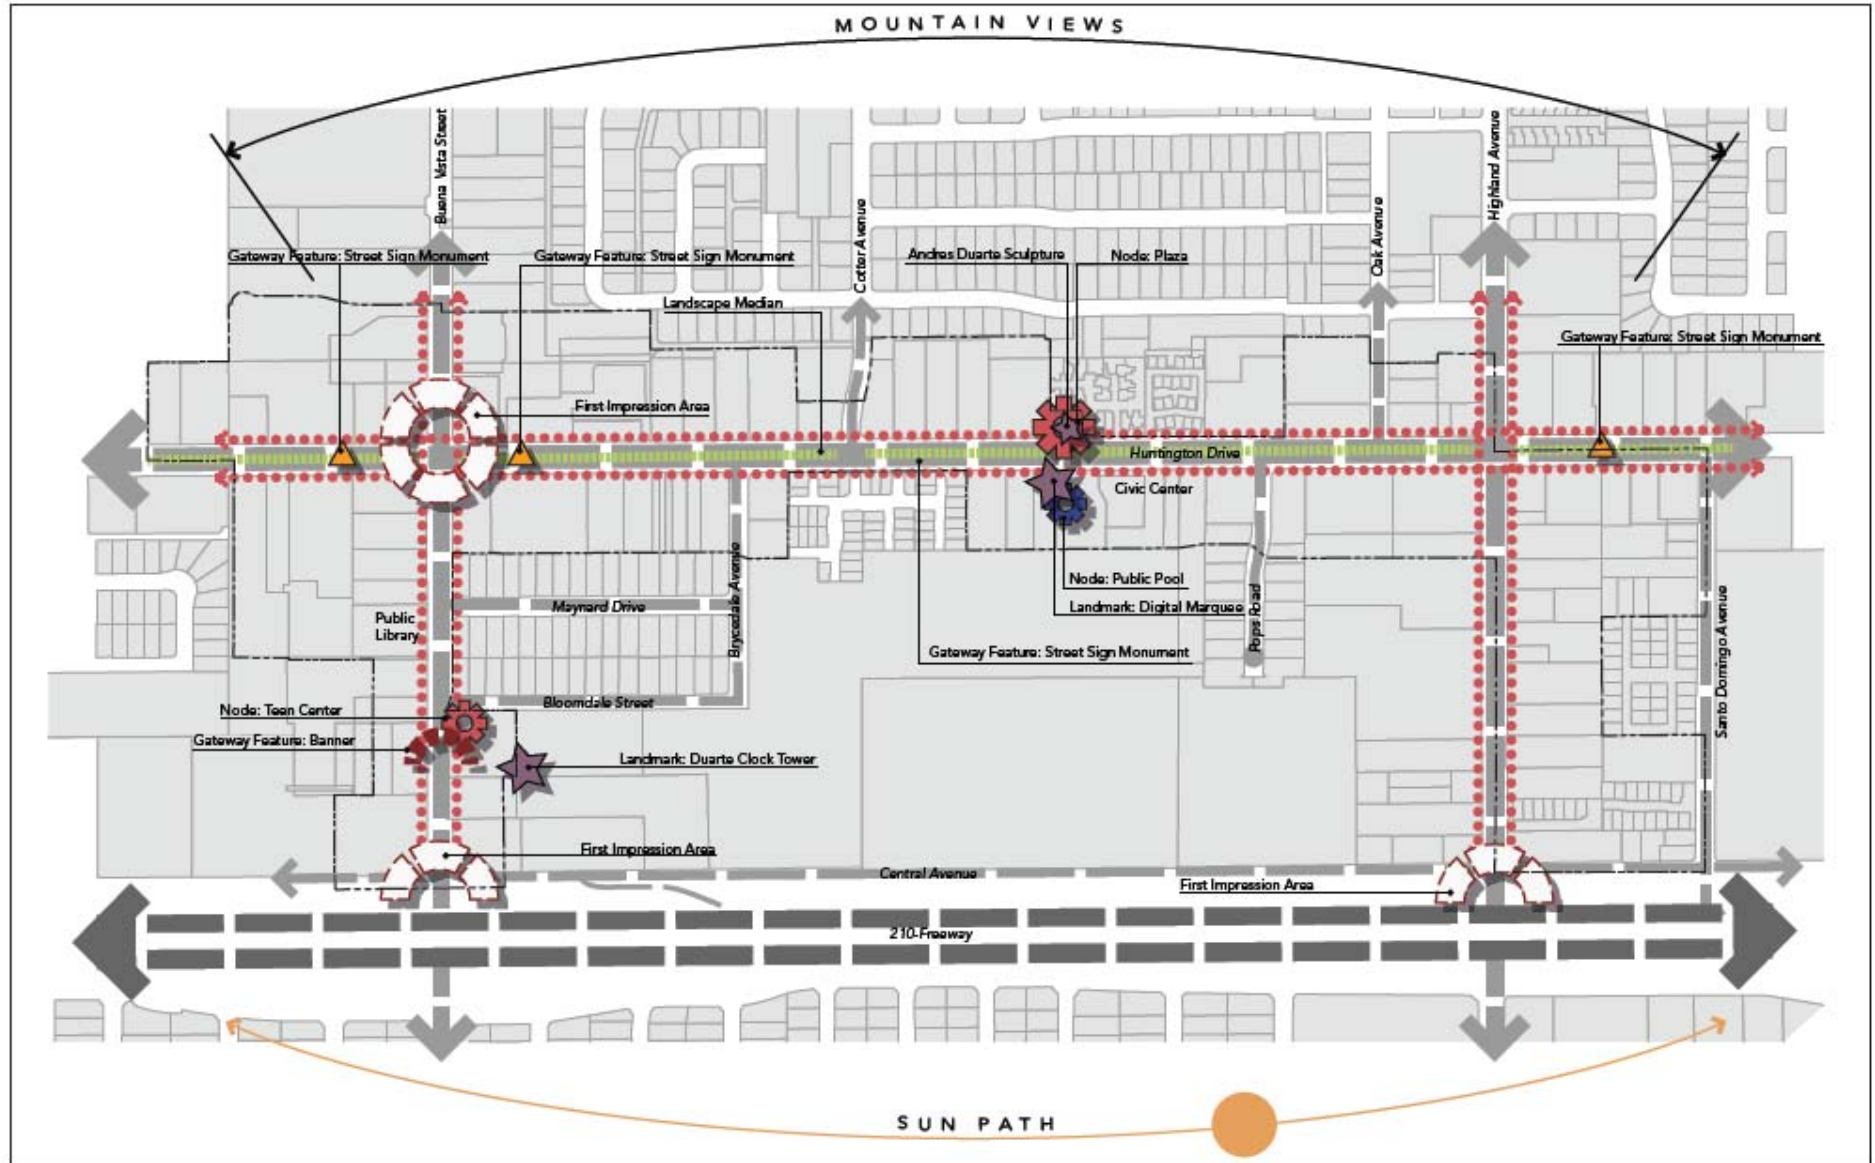 MOUNTAIN VIEWS
Buena Vista Street
Highland Avenue
Cotter Avenue
Oak Avenue
Gateway Feature: Street Sign Monument
Gateway Feature: Street Sign Monument
Andres Duarte Sculpture
Node: Plaza
Landscape Median
Gateway Feature: Street Sign Monument
First Impression Area
Huntington Drive
Civic Center
Node: Public Pool
Landmark: Digital Marquee
Maynard Drive
Brycedale Avenue
Public
Library
Pops Road
Gateway Feature: Street Sign Monument
Santo Domingo Avenue
Bloomdale Street
Node: Teen Center
Gateway Feature: Banner
Landmark: Duarte Clock Tower
First Impression Area
Central Avenue
First Impression Area
210-Freeway
SUN PATH